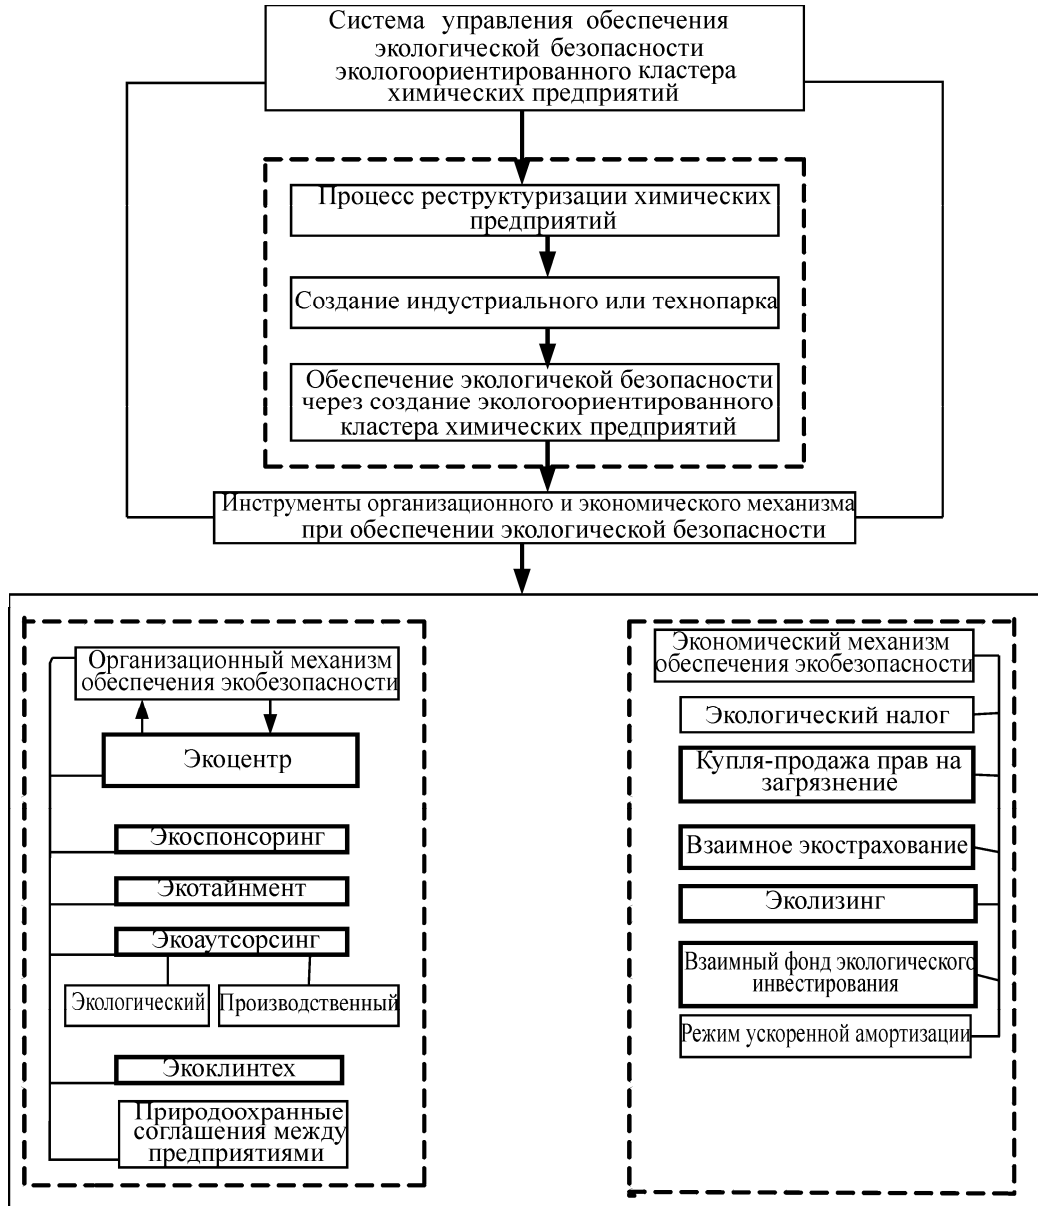 Система управления обеспечения
экологической безопасности
экологоориентированного кластера
химических предприятий
Процесс реструктуризации химических
предприятий
Создание индустриального или технопарка
Обеспечение экологичекой безопасности
через создание экологоориентированного
кластера химических предприятий
Инструменты организационного и экономического механизма
при обеспечении экологической безопасности
Организационный механизм
обеспечения экобезопасности
Экоцентр
Экоспонсоринг
Экотайнмент
Экоаутсорсинг
Экологический
Производственный
Экоклинтех
Природоохранные
соглашения между
предприятиями
Экономический механизм
обеспечения экобезопасности
Экологический налог
Купля-продажа прав на
загрязнение
Взаимное экострахование
Эколизинг
Взаимный фонд экологического
инвестирования
Режим ускоренной амортизации